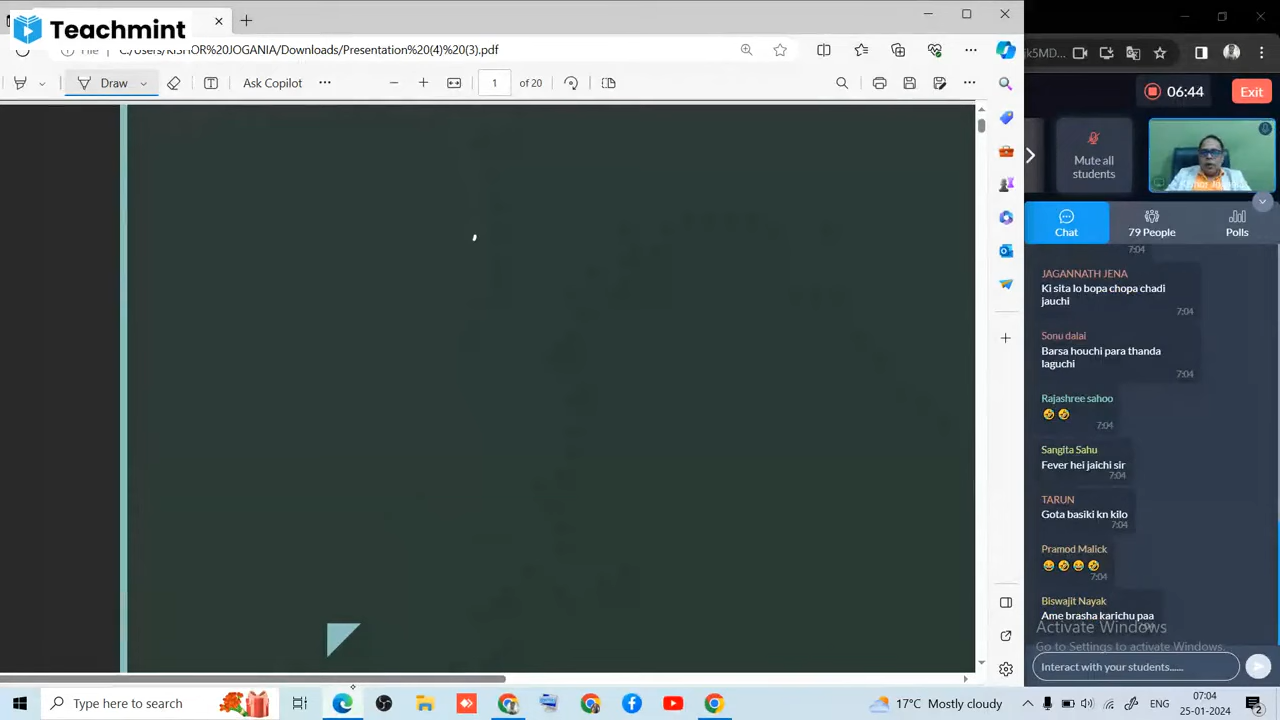 Teachmint
File
C:/Users/KISHOR%20JOGANIA/Downloads/Presentation%20(4)%20(3).pdf
Draw
Ask Copilot
1
of 20
06:44
Exit
Mute all
students
Chat
79 People
Polls
7:04
JAGANNATH JENA
Ki sita lo bopa chopa chadi
jauchi
7:04
Sonu dalai
Barsa houchi para thanda
laguchi
7:04
Rajashree sahoo
7:04
Sangita Sahu
Fever hei jaichi sir
7:04
TARUN
Gota basiki kn kilo
7:04
Pramod Malick
7:04
Biswajit Nayak
Ame brasha karichu paa
Activate Windows
Go to Settings to activate Windows.
Interact with your students......
Type here to search
17°C Mostly cloudy
ENG
07:04
25-01-2024
2